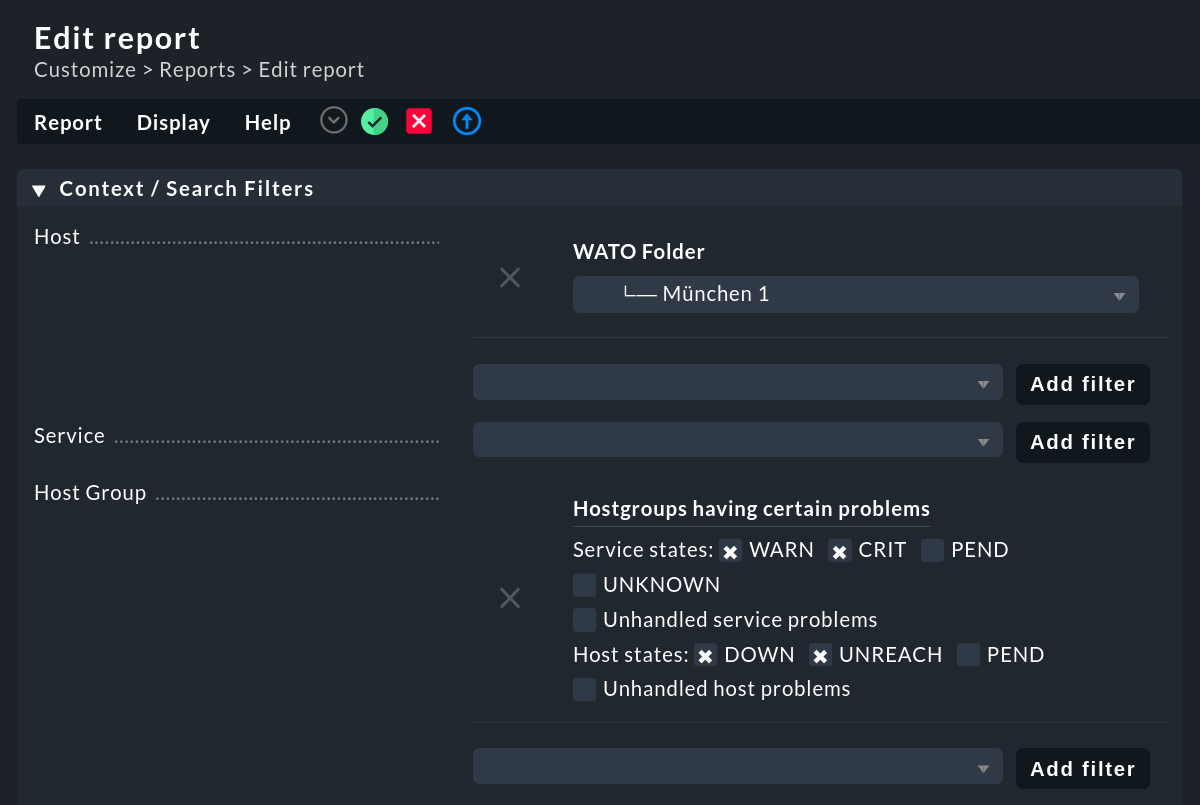 Edit report
Customize > Reports > Edit report
Report Display Help
Context / Search Filters
Host
WATO Folder
└── München 1
Add filter
Service
Add filter
Host Group
Hostgroups having certain problems
Service states: WARN CRIT PEND
UNKNOWN
Unhandled service problems
Host states: DOWN UNREACH PEND
Unhandled host problems
Add filter